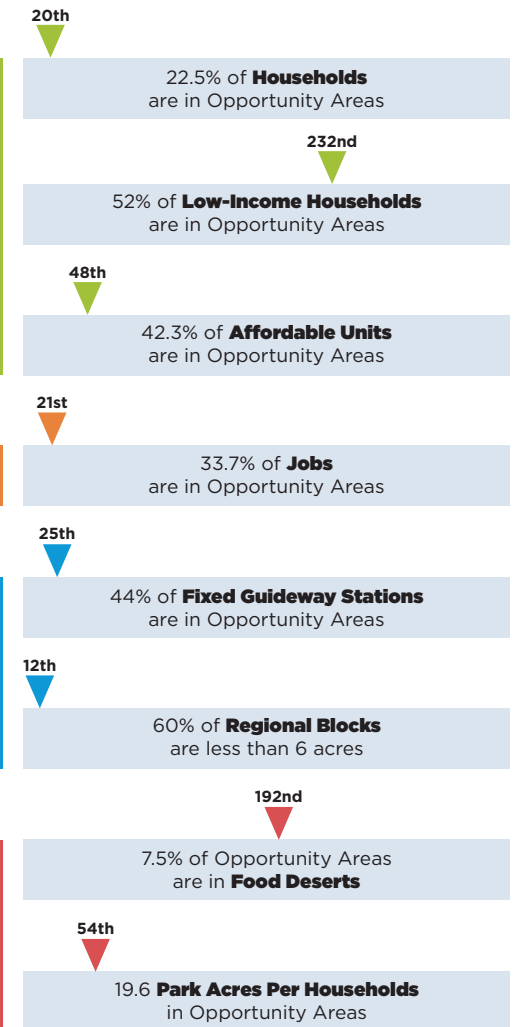 20th
22.5% of Households
are in Opportunity Areas
232nd
52% of Low-Income Households
are in Opportunity Areas
48th
42.3% of Affordable Units
are in Opportunity Areas
21st
33.7% of Jobs
are in Opportunity Areas
25th
44% of Fixed Guideway Stations
are in Opportunity Areas
12th
60% of Regional Blocks
are less than 6 acres
192nd
7.5% of Opportunity Areas
are in Food Deserts
54th
19.6 Park Acres Per Households
in Opportunity Areas